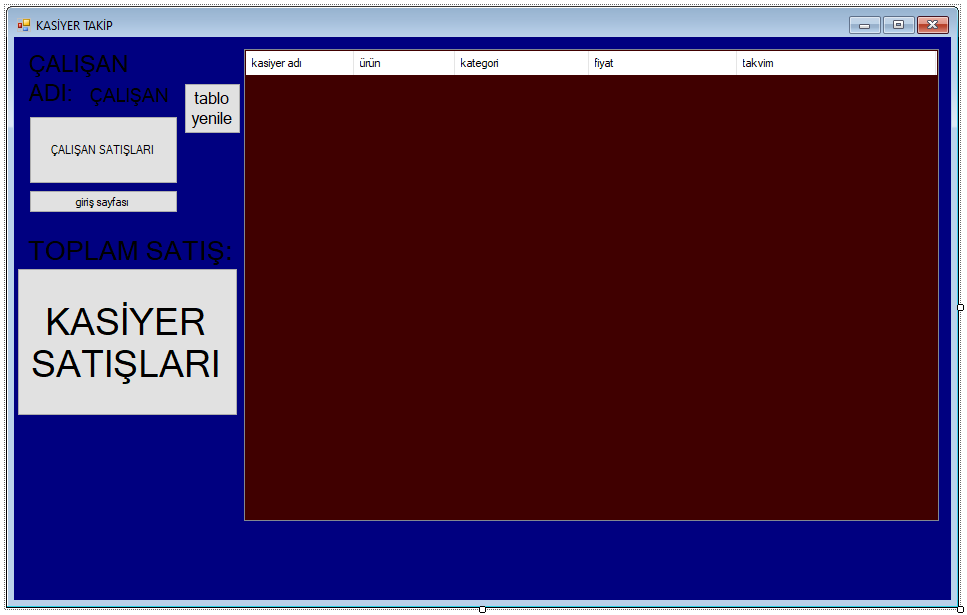 KASİYER TAKİP
ÇALIŞAN
ADI: ÇALIŞAN
tablo
yenile
ÇALIŞAN SATIŞLARI
giriş sayfası
TOPLAM SATIŞ:
KASİYER
SATIŞLARI
kasiyer adı ürün kategori fiyat takvim